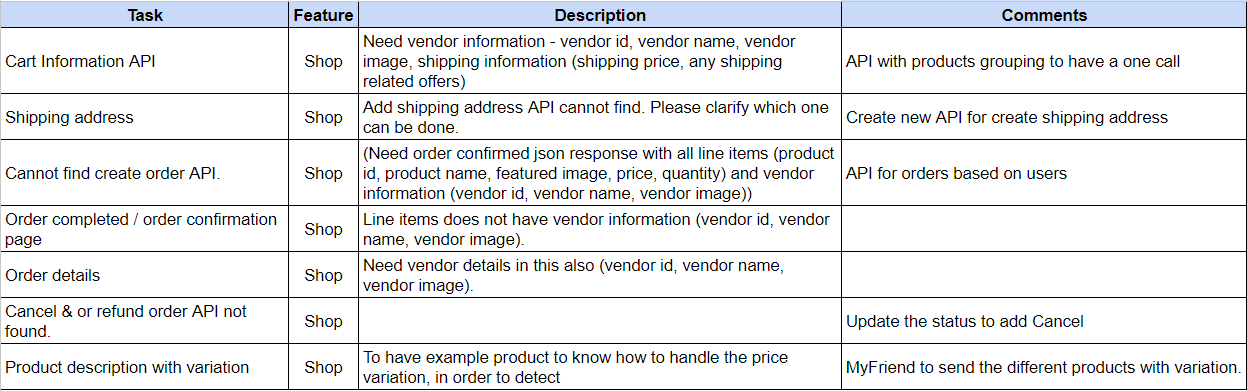 Task Feature Description Comments
Cart Information API Shop Need vendor information - vendor id, vendor name, vendor
image, shipping information (shipping price, any shipping
related offers) API with products grouping to have a one call
Shipping address Shop Add shipping address API cannot find. Please clarify which one
can be done. Create new API for create shipping address
Cannot find create order API. Shop (Need order confirmed json response with all line items (product
id, product name, featured image, price, quantity) and vendor
information (vendor id, vendor name, vendor image)) API for orders based on users
Order completed / order confirmation
page Shop Line items does not have vendor information (vendor id, vendor
name, vendor image).
Order details Shop Need vendor details in this also (vendor id, vendor name,
vendor image).
Cancel & or refund order API not
found. Shop Update the status to add Cancel
Product description with variation Shop To have example product to know how to handle the price
variation, in order to detect MyFriend to send the different products with variation.